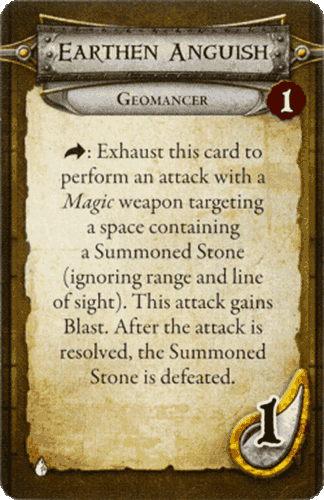 Earthen Anguish
Geomancer
1
: Exhaust this card to
perform an attack with a
Magic weapon targeting
a space containing
a Summoned Stone
(ignoring range and line
of sight). This attack gains
Blast. After the attack is
resolved, the Summoned
Stone is defeated.
1